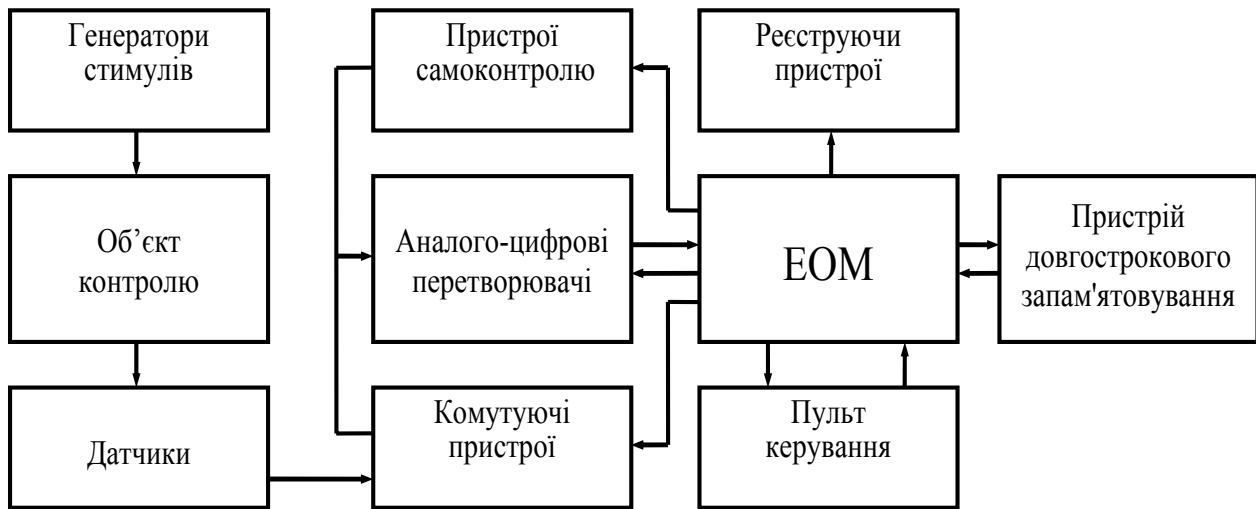 Генератори
стимулів
Пристрої
самоконтролю
Реєструючи
пристрої
Об’єкт
контролю
Аналого-цифрові
перетворювачі
ЕОМ
Пристрій
довгострокового
запам'ятовування
Датчики
Комутуючі
пристрої
Пульт
керування